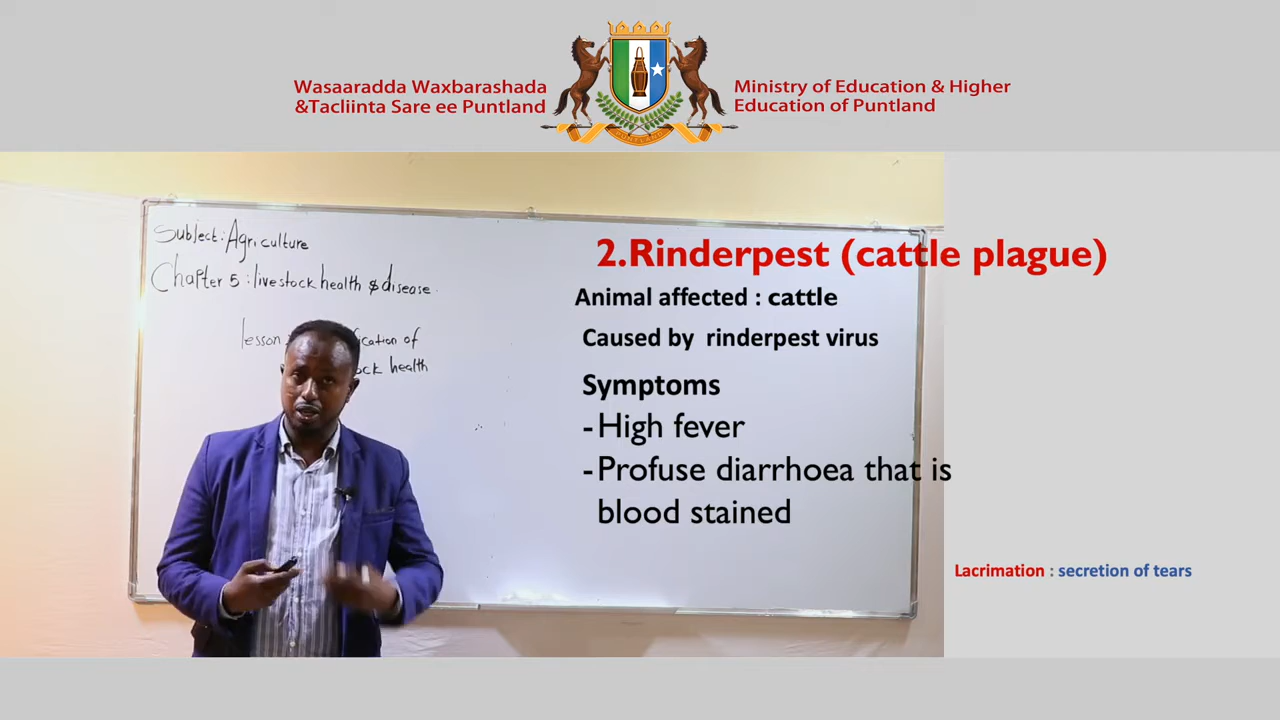 Wasaaradda Waxbarashada
&Tacliinta Sare ee Puntland
Ministry of Education & Higher
Education of Puntland
Subject: Agriculture
Chapter 5: livestock health & disease.
lesson
ication of
ock health
2.Rinderpest (cattle plague)
Animal affected : cattle
Caused by rinderpest virus
Symptoms
-High fever
-Profuse diarrhoea that is
blood stained
Lacrimation : secretion of tears